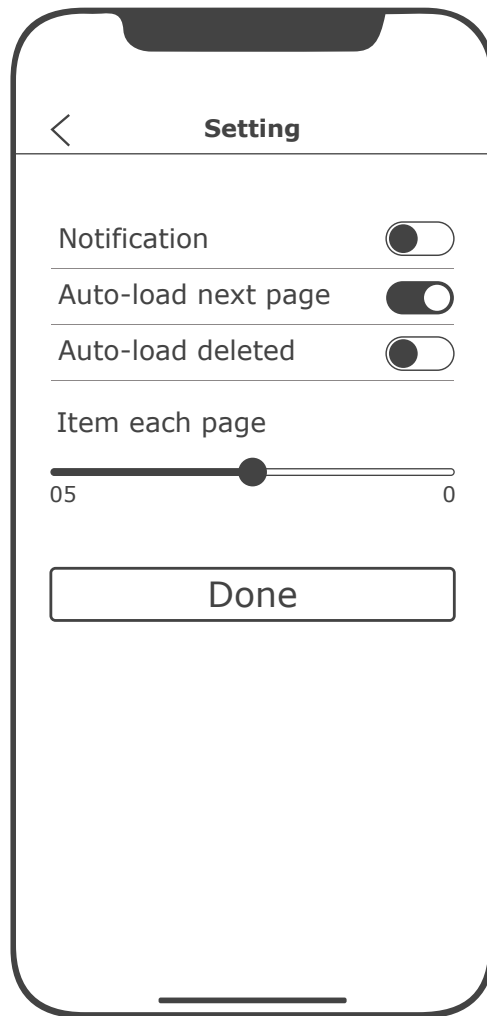 Setting
Notification
Auto-load next page
Auto-load deleted
Item each page
05 0
Done